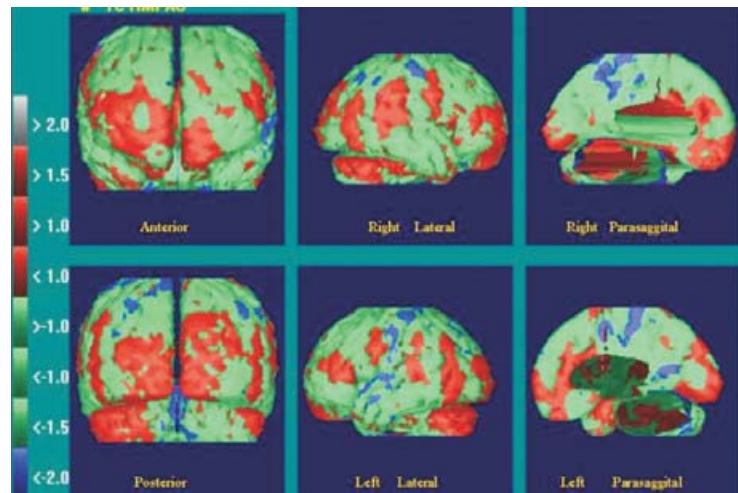 > 2.0
> 1.5
> 1.0
< 1.0
>-1.0
<-1.0
<-1.5
<-2.0
Anterior
Right Lateral
Right Parasaggital
Posterior
Left Lateral
Left Parasaggital